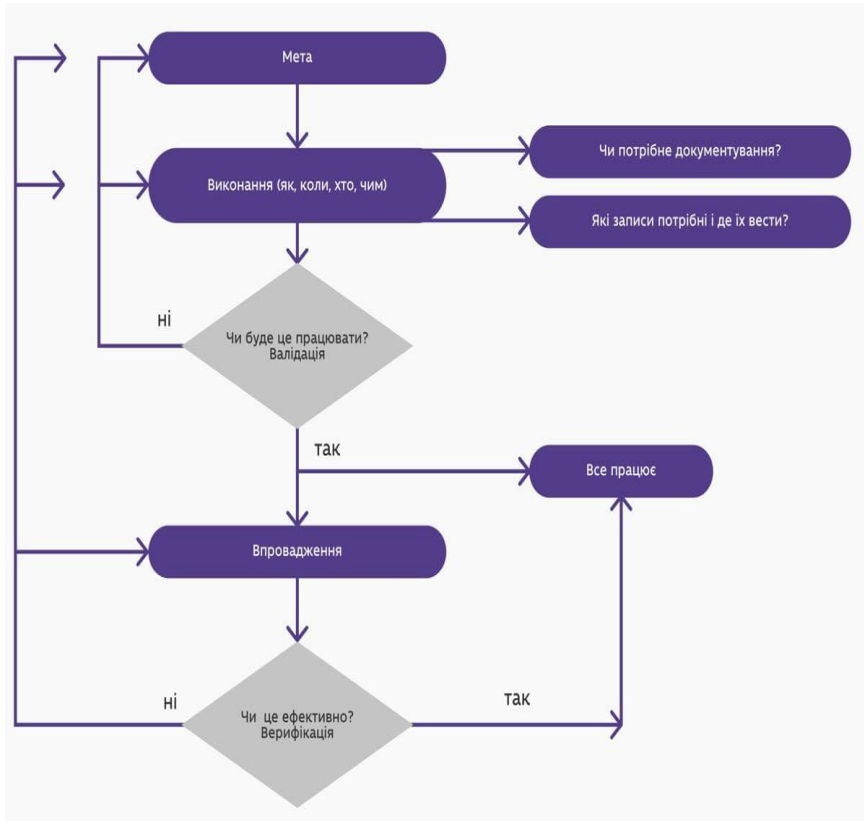 Мета
Виконання (як, коли, хто, чим)
Чи потрібне документування?
Які записи потрібні і де їх вести?
ні
Чи буде це працювати?
Валідація
так
Все працює
Впровадження
ні
Чи це ефективно?
Верифікація
так